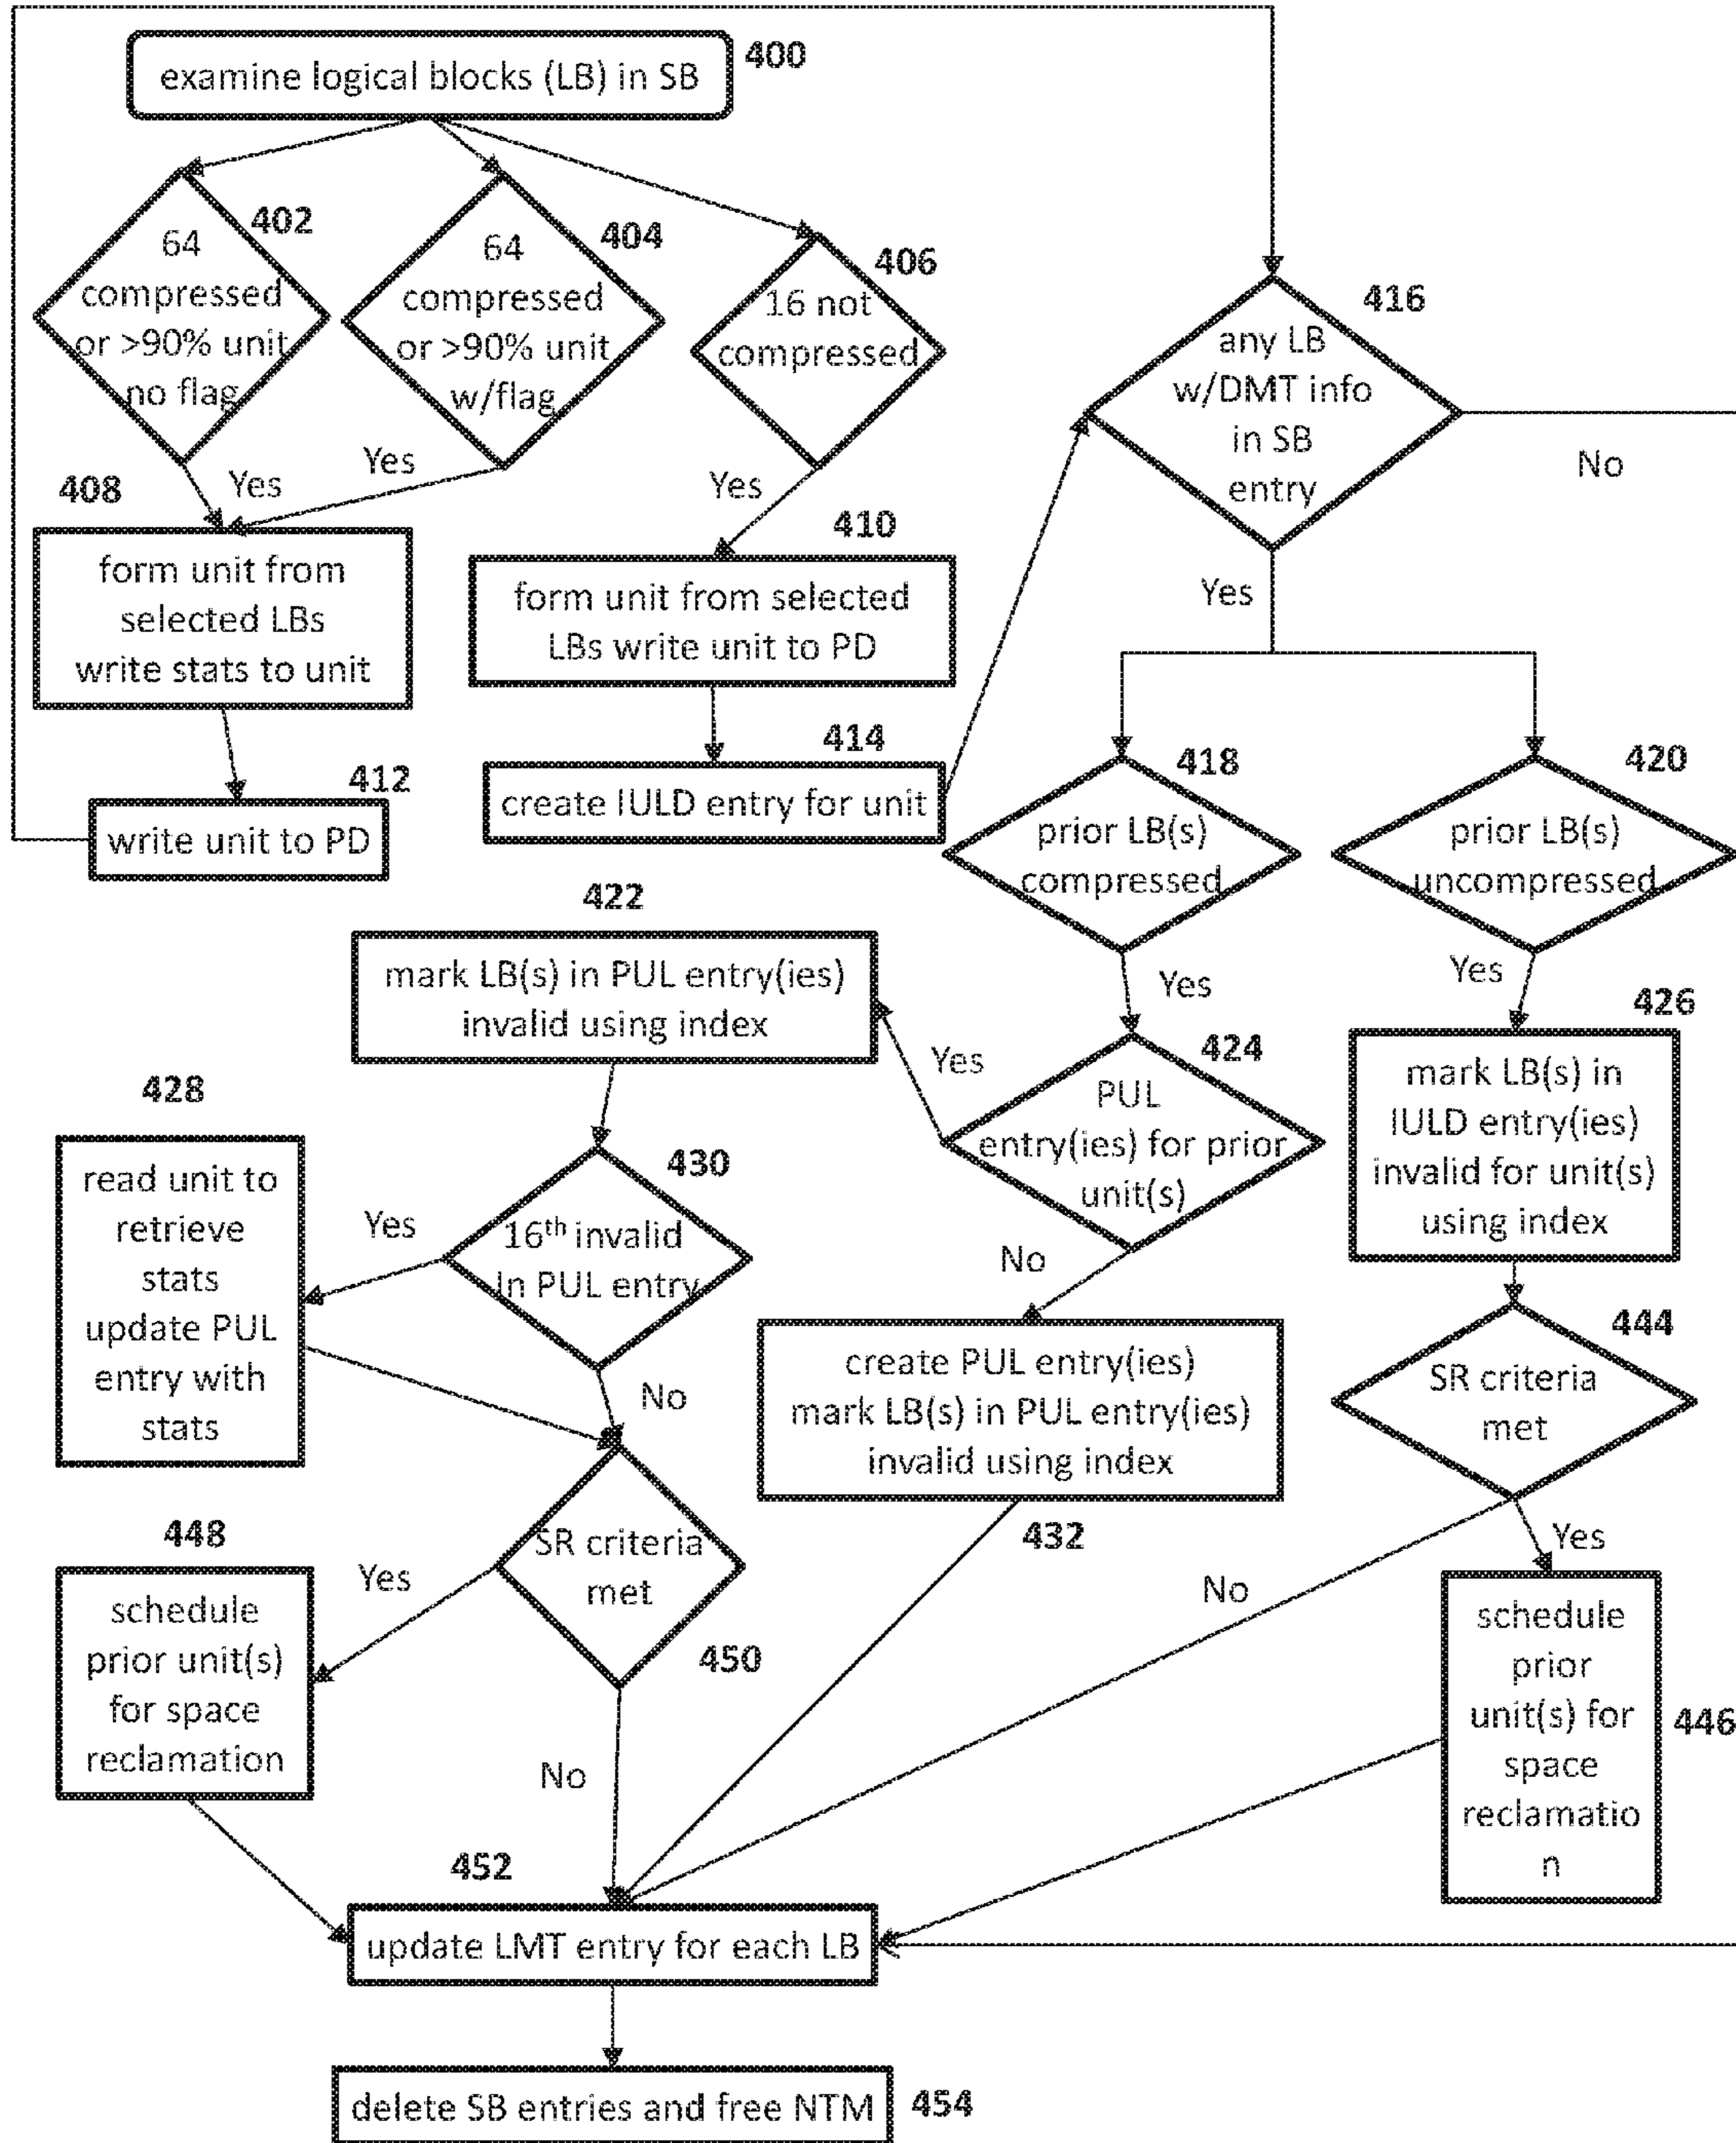 400
examine logical blocks (LB) in SB
402
64
compressed
or >90% unit
no flag
404
64
compressed
or >90% unit
w/flag
406
16 not
compressed
416
any LB
w/DMT info
in SB
entry
No
Yes
Yes
Yes
408
form unit from
selected LBs
write stats to unit
410
form unit from selected
LBs write unit to PD
Yes
412
write unit to PD
414
create IULD entry for unit
418
prior LB(s)
compressed
420
prior LB(s)
uncompressed
422
mark LB(s) in PUL entry(ies)
invalid using index
Yes
Yes
Yes
424
PUL
entry(ies) for prior
unit(s)
426
mark LB(s) in
IULD entry(ies)
invalid for unit(s)
using index
428
read unit to
retrieve
stats
update PUL
entry with
stats
430
16th invalid
in PUL entry
Yes
No
No
create PUL entry(ies)
mark LB(s) in PUL entry(ies)
invalid using index
432
444
SR criteria
met
Yes
No
448
schedule
prior unit(s)
for space
reclamation
Yes
SR criteria
met
450
No
schedule
prior
unit(s) for
space
reclamatio
n
446
452
update LMT entry for each LB
delete SB entries and free NTM
454